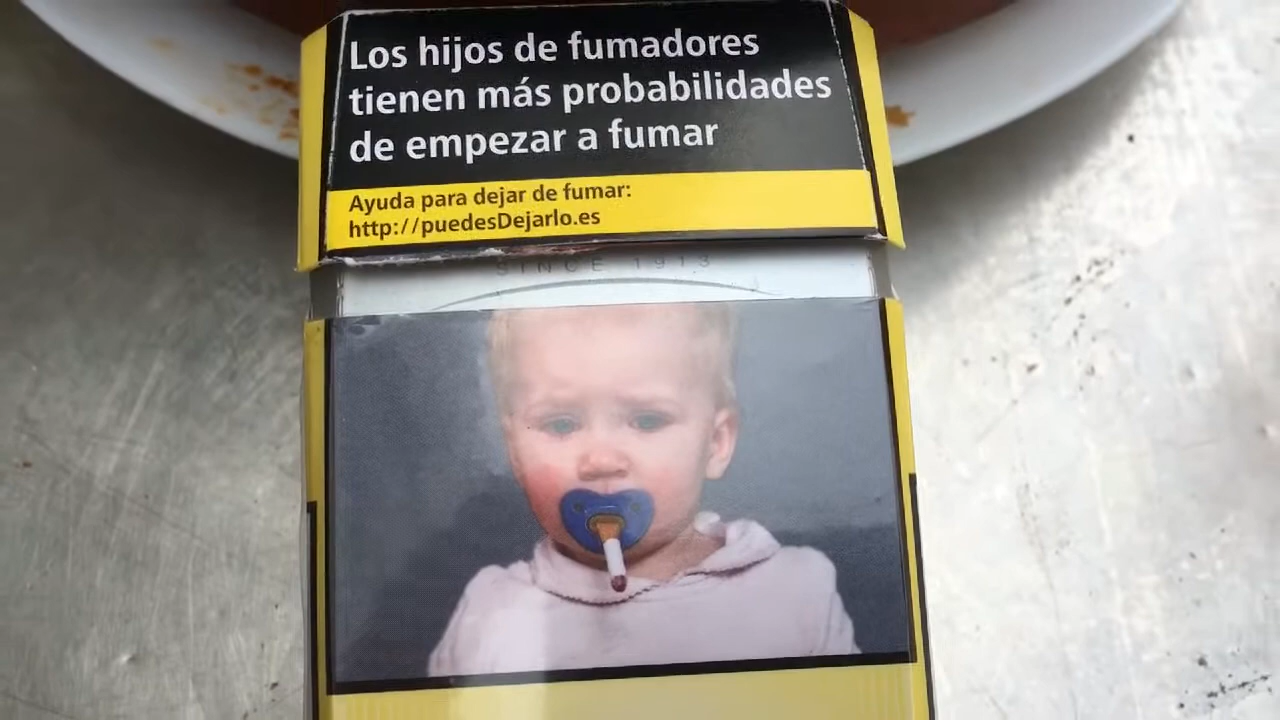 Los hijos de fumadores
tienen más probabilidades
de empezar a fumar
Ayuda para dejar de fumar:
http://puedesDejarlo.es
SINCE 1913